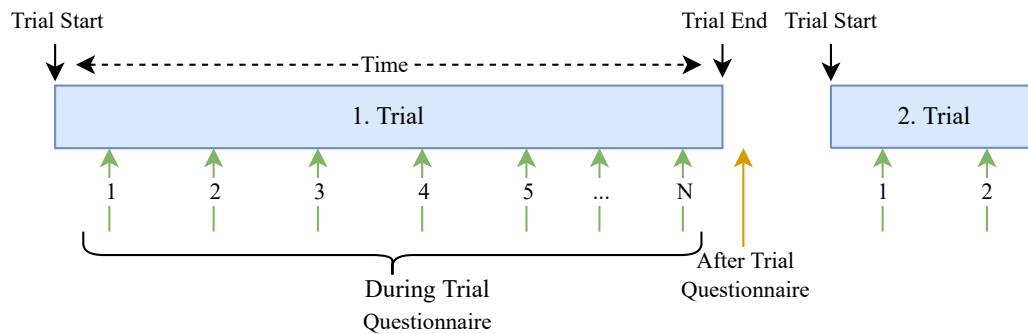 Trial Start
Trial End
Trial Start
Time
1. Trial
2. Trial
1
2
3
4
5
...
N
1
2
During Trial
Questionnaire
After Trial
Questionnaire